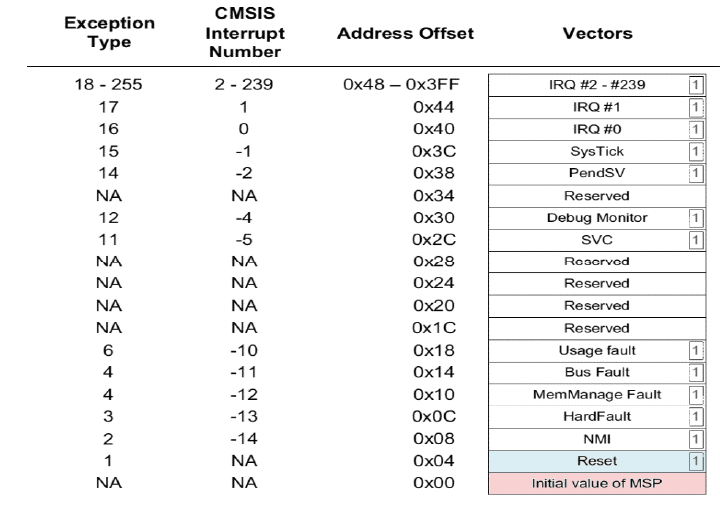 Exception Type CMSIS Interrupt Number Address Offset Vectors
18 - 255 2 - 239 0x48 – 0x3FF IRQ #2 - #239 1
17 1 0x44 IRQ #1 1
16 0 0x40 IRQ #0 1
15 -1 0x3C SysTick 1
14 -2 0x38 PendSV 1
NA NA 0x34 Reserved
12 -4 0x30 Debug Monitor 1
11 -5 0x2C SVC 1
NA NA 0x28 Reserved
NA NA 0x24 Reserved
NA NA 0x20 Reserved
NA NA 0x1C Reserved
6 -10 0x18 Usage fault 1
4 -11 0x14 Bus Fault 1
4 -12 0x10 MemManage Fault 1
3 -13 0x0C HardFault 1
2 -14 0x08 NMI 1
1 NA 0x04 Reset 1
NA NA 0x00 Initial value of MSP